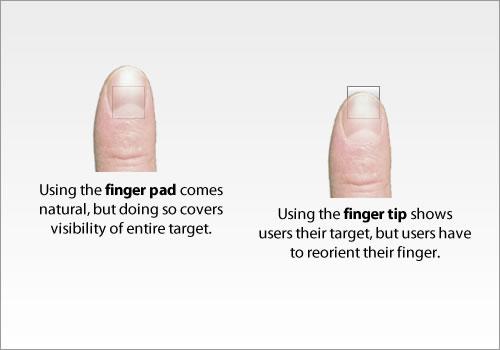 Using the finger pad comes
natural, but doing so covers
visibility of entire target.
Using the finger tip shows
users their target, but users have
to reorient their finger.